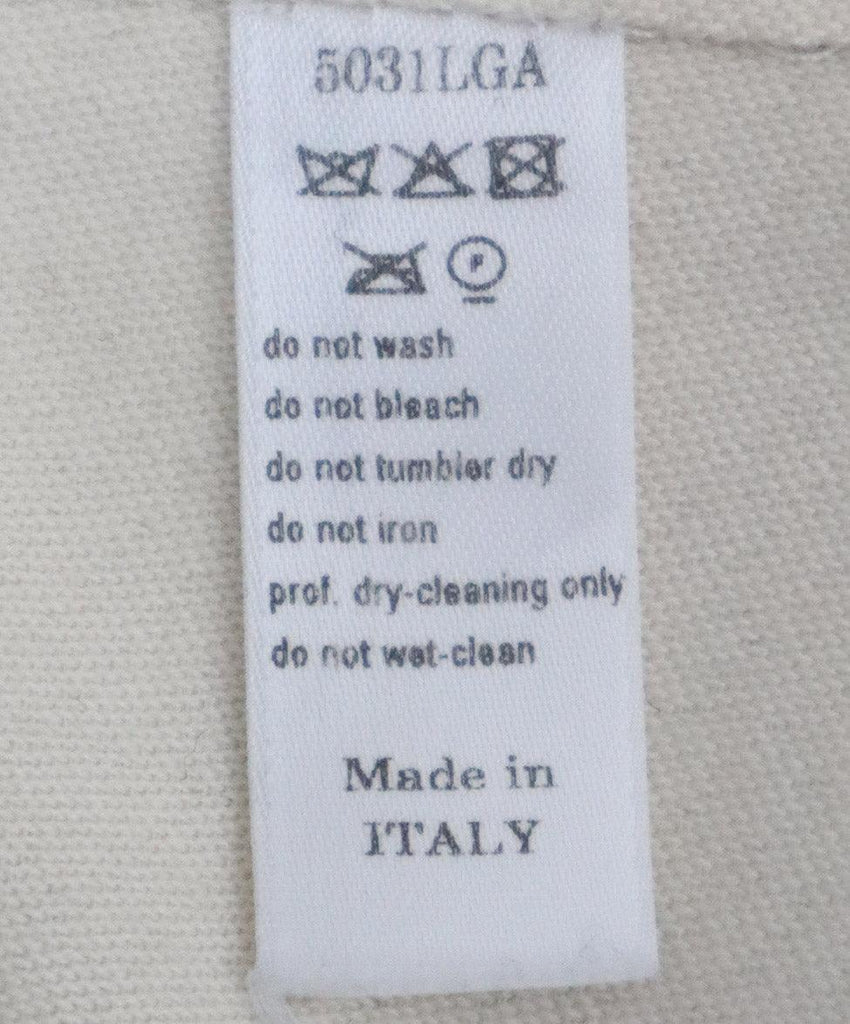 5031LGA
P
do not wash
do not bleach
do not tumbler dry
do not iron
prof. dry-cleaning only
do not wet-clean
Made in
ITALY